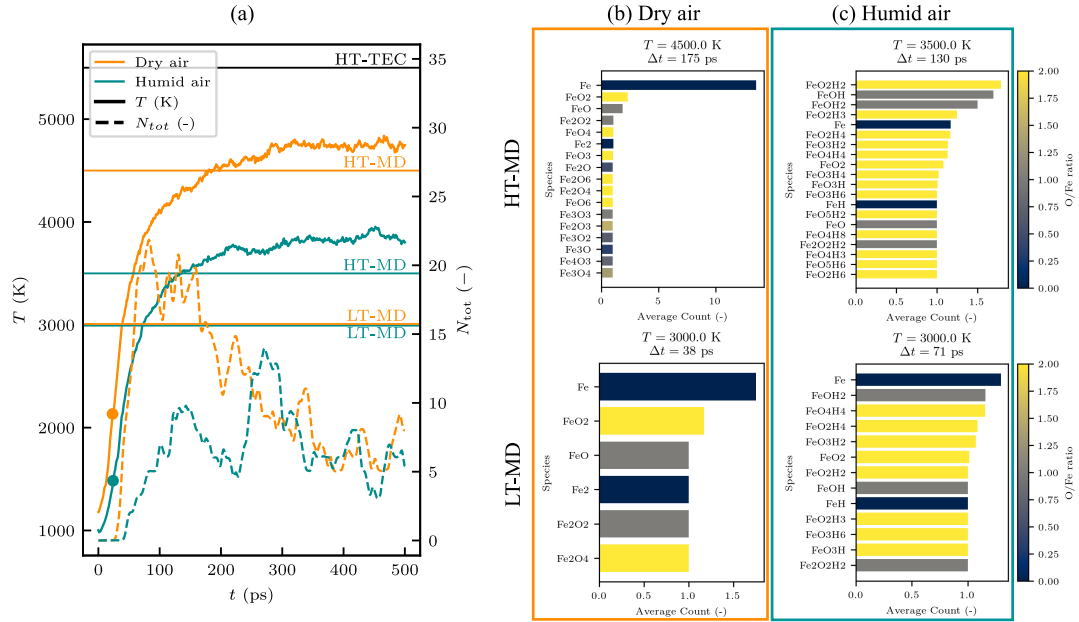 (a)
(b) Dry air
(c) Humid air
Dry air
Humid air
T (K)
N_tot (-)
HT-TEC
HT-MD
HT-MD
LT-MD
LT-MD
5000
4000
3000
2000
1000
T (K)
35
30
25
20
15
10
5
0
N_tot (−)
0 100 200 300 400 500
t (ps)
HT-MD
T = 4500.0 K
Δt = 175 ps
Species
Fe
FeO2
FeO
Fe2O2
FeO4
Fe2
FeO3
Fe2O
Fe2O6
Fe2O4
FeO6
Fe3O3
Fe2O3
Fe3O2
Fe3O
Fe4O3
Fe3O4
0 5 10
Average Count (-)
T = 3500.0 K
Δt = 130 ps
Species
FeO2H2
FeOH
FeOH2
FeO2H3
Fe
FeO2H4
FeO3H2
FeO4H4
FeO2
FeO3H4
FeO3H
FeO3H6
FeH
FeO5H2
FeO
FeO4H8
Fe2O2H2
FeO4H3
FeO5H6
FeO2H6
0.0 0.5 1.0 1.5
Average Count (-)
2.00
1.75
1.50
1.25
1.00
0.75
0.50
0.25
0.00
O/Fe ratio
LT-MD
T = 3000.0 K
Δt = 38 ps
Species
Fe
FeO2
FeO
Fe2
Fe2O2
Fe2O4
0.0 0.5 1.0 1.5
Average Count (-)
T = 3000.0 K
Δt = 71 ps
Species
Fe
FeOH2
FeO4H4
FeO2H4
FeO3H2
FeO2
FeO2H2
FeOH
FeH
FeO2H3
FeO3H6
FeO3H
Fe2O2H2
0.0 0.5 1.0
Average Count (-)
2.00
1.75
1.50
1.25
1.00
0.75
0.50
0.25
0.00
O/Fe ratio